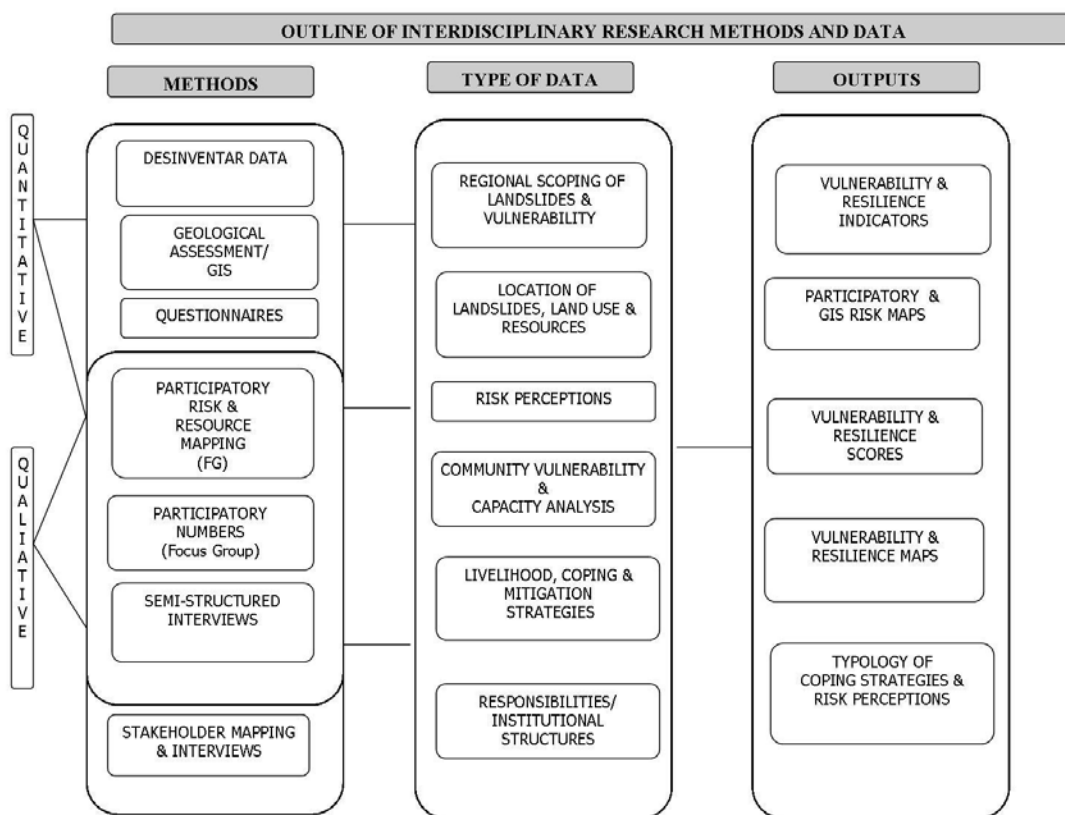 OUTLINE OF INTERDISCIPLINARY RESEARCH METHODS AND DATA
METHODS
TYPE OF DATA
OUTPUTS
QUANTITATIVE
QUALIATIVE
DESINVENTAR DATA
GEOLOGICAL
ASSESSMENT/
GIS
QUESTIONNAIRES
PARTICIPATORY
RISK &
RESOURCE
MAPPING
(FG)
PARTICIPATORY
NUMBERS
(Focus Group)
SEMI-STRUCTURED
INTERVIEWS
STAKEHOLDER MAPPING
& INTERVIEWS
REGIONAL SCOPING OF
LANDSLIDES &
VULNERABILITY
LOCATION OF
LANDSLIDES, LAND USE &
RESOURCES
RISK PERCEPTIONS
COMMUNITY VULNERABILITY
&
CAPACITY ANALYSIS
LIVELIHOOD, COPING &
MITIGATION
STRATEGIES
RESPONSIBILITIES/
INSTITUTIONAL
STRUCTURES
VULNERABILITY &
RESILIENCE
INDICATORS
PARTICIPATORY &
GIS RISK MAPS
VULNERABILITY &
RESILIENCE
SCORES
VULNERABILITY &
RESILIENCE MAPS
TYPOLOGY OF
COPING STRATEGIES &
RISK PERCEPTIONS